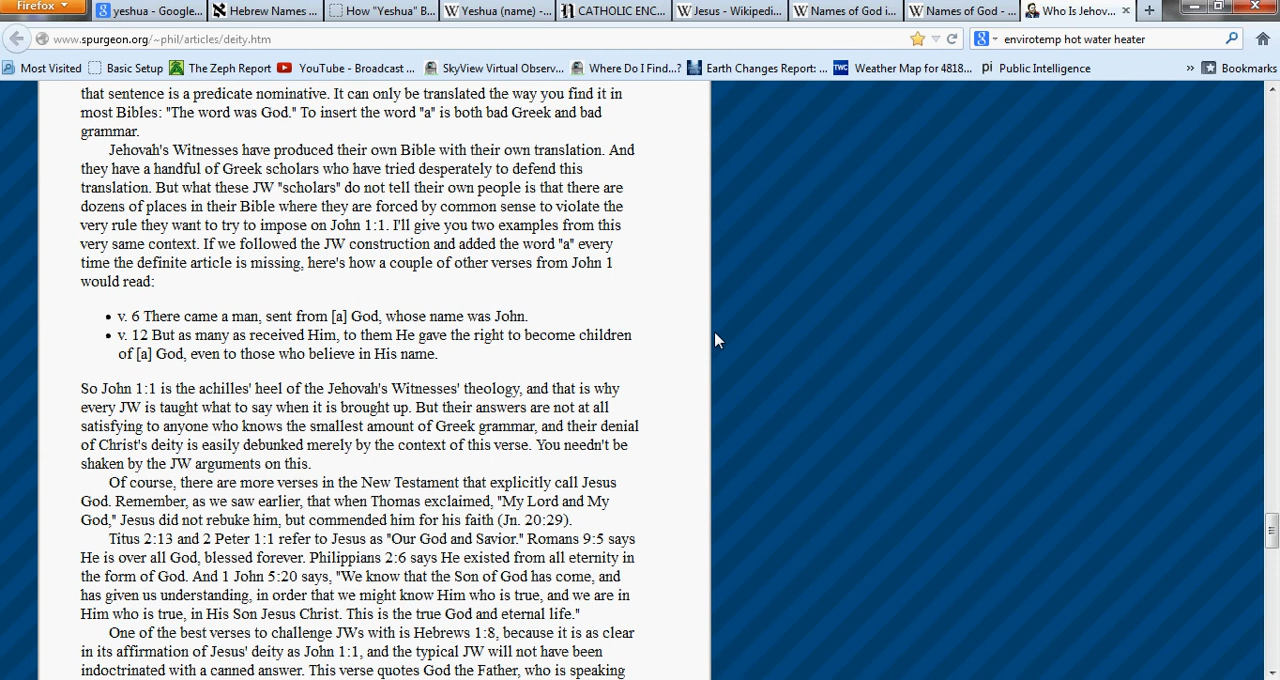 Firefox
yeshua - Google...
Hebrew Names ...
How "Yeshua" B...
Yeshua (name) -...
CATHOLIC ENC...
Jesus - Wikipedi...
Names of God i...
Names of God - ...
Who Is Jehov...
www.spurgeon.org/~phil/articles/deity.htm
envirotemp hot water heater
Most Visited
Basic Setup
The Zeph Report
YouTube - Broadcast ...
SkyView Virtual Observ...
Where Do I Find...?
Earth Changes Report: ...
Weather Map for 4818...
Public Intelligence
Bookmarks
that sentence is a predicate nominative. It can only be translated the way you find it in
most Bibles: "The word was God." To insert the word "a" is both bad Greek and bad
grammar.
Jehovah's Witnesses have produced their own Bible with their own translation. And
they have a handful of Greek scholars who have tried desperately to defend this
translation. But what these JW "scholars" do not tell their own people is that there are
dozens of places in their Bible where they are forced by common sense to violate the
very rule they want to try to impose on John 1:1. I'll give you two examples from this
very same context. If we followed the JW construction and added the word "a" every
time the definite article is missing, here's how a couple of other verses from John 1
would read:
• v. 6 There came a man, sent from [a] God, whose name was John.
• v. 12 But as many as received Him, to them He gave the right to become children
of [a] God, even to those who believe in His name.
So John 1:1 is the achilles' heel of the Jehovah's Witnesses' theology, and that is why
every JW is taught what to say when it is brought up. But their answers are not at all
satisfying to anyone who knows the smallest amount of Greek grammar, and their denial
of Christ's deity is easily debunked merely by the context of this verse. You needn't be
shaken by the JW arguments on this.
Of course, there are more verses in the New Testament that explicitly call Jesus
God. Remember, as we saw earlier, that when Thomas exclaimed, "My Lord and My
God," Jesus did not rebuke him, but commended him for his faith (Jn. 20:29).
Titus 2:13 and 2 Peter 1:1 refer to Jesus as "Our God and Savior." Romans 9:5 says
He is over all God, blessed forever. Philippians 2:6 says He existed from all eternity in
the form of God. And 1 John 5:20 says, "We know that the Son of God has come, and
has given us understanding, in order that we might know Him who is true, and we are in
Him who is true, in His Son Jesus Christ. This is the true God and eternal life."
One of the best verses to challenge JWs with is Hebrews 1:8, because it is as clear
in its affirmation of Jesus' deity as John 1:1, and the typical JW will not have been
indoctrinated with a canned answer. This verse quotes God the Father, who is speaking